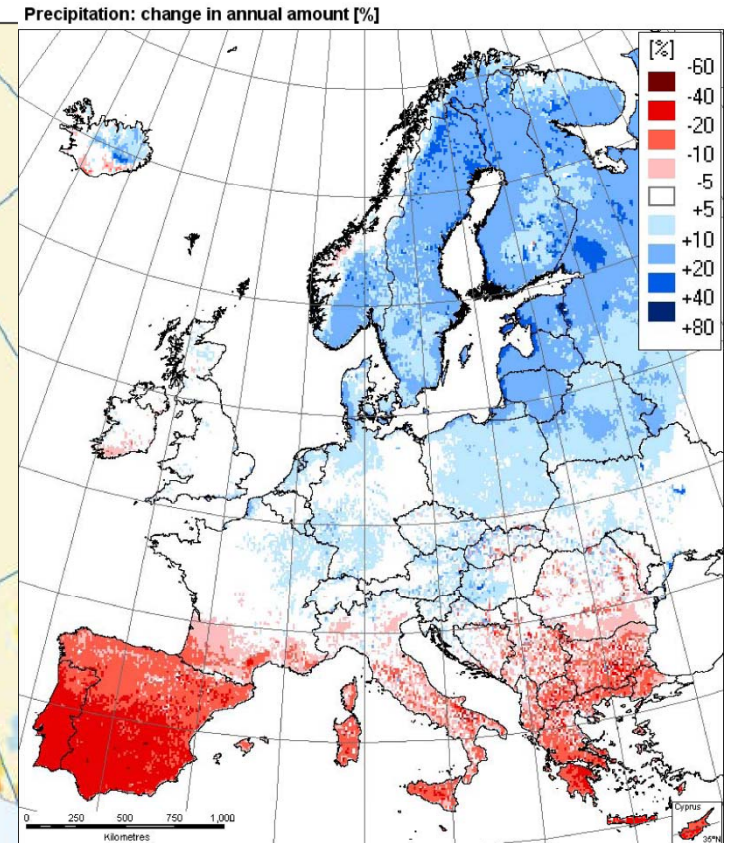 Precipitation: change in annual amount [%]
[%]
-60
-40
-20
-10
-5
+5
+10
+20
+40
+80
0 250 500 750 1,000
Kilometres
Cyprus
35°N